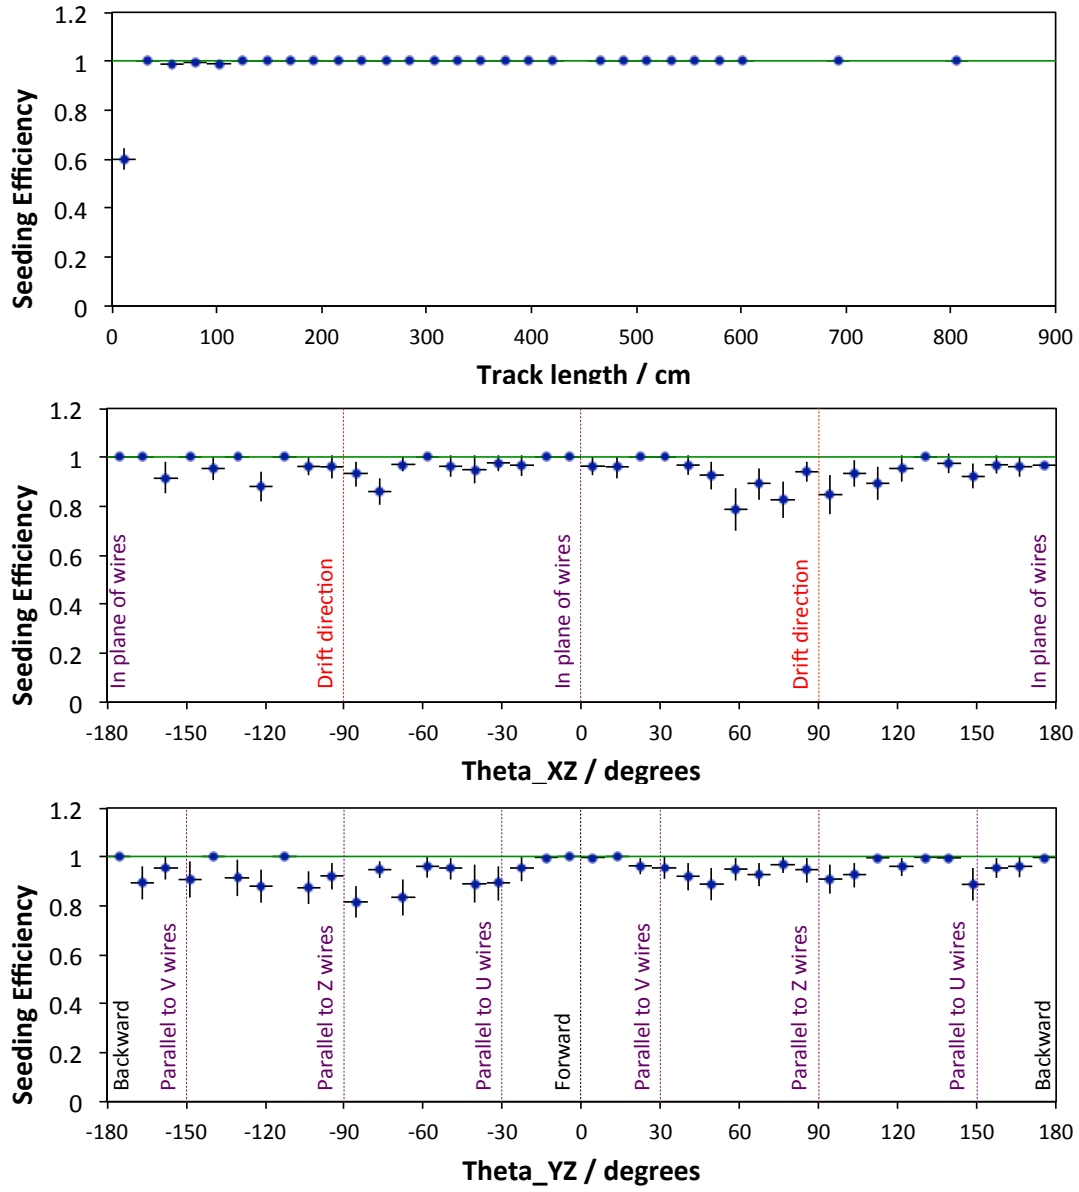 1.2
1
0.8
0.6
0.4
0.2
0
Seeding Efficiency
0 100 200 300 400 500 600 700 800 900
Track length / cm
1.2
1
0.8
0.6
0.4
0.2
0
Seeding Efficiency
In plane of wires
Drift direction
In plane of wires
Drift direction
In plane of wires
-180 -150 -120 -90 -60 -30 0 30 60 90 120 150 180
Theta_XZ / degrees
1.2
1
0.8
0.6
0.4
0.2
0
Seeding Efficiency
Backward
Parallel to V wires
Parallel to Z wires
Parallel to U wires
Forward
Parallel to V wires
Parallel to Z wires
Parallel to U wires
Backward
-180 -150 -120 -90 -60 -30 0 30 60 90 120 150 180
Theta_YZ / degrees